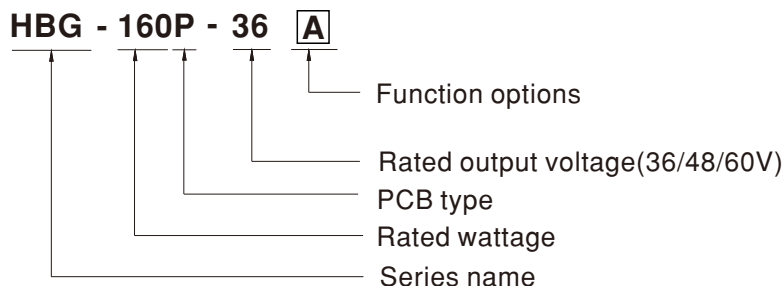 HBG - 160P - 36 A
Function options
Rated output voltage(36/48/60V)
PCB type
Rated wattage
Series name